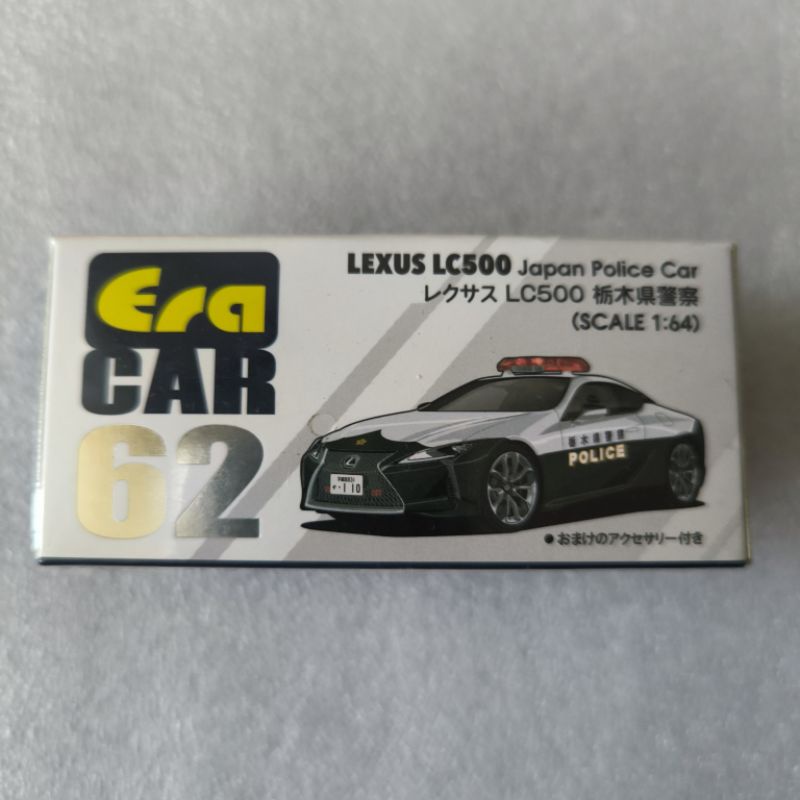 Era
CAR
62
LEXUS LC500 Japan Police Car
レクサス LC500 栃木県警察
(SCALE 1:64)
栃木県警察
POLICE
・110
●おまけのアクセサリー付き